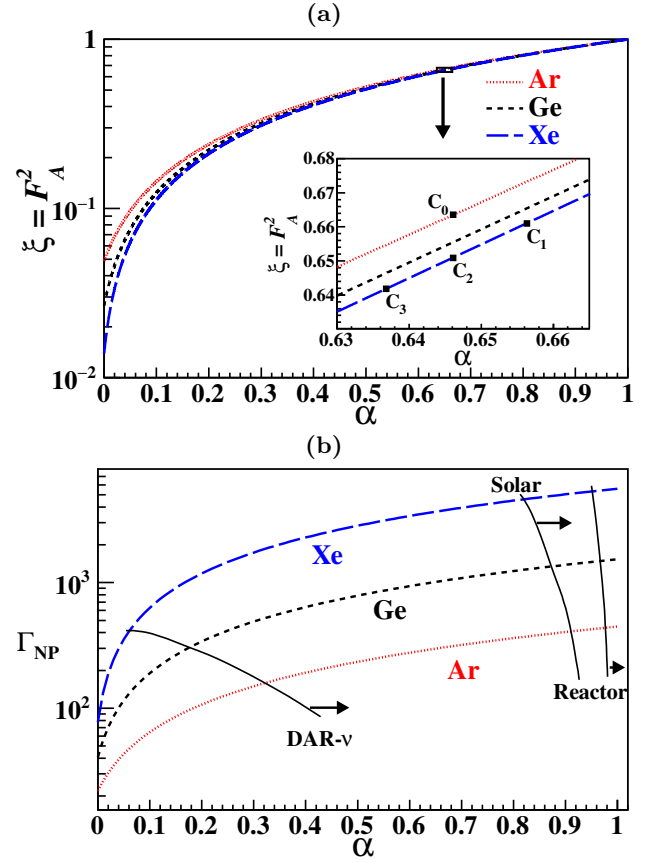 (a)
1
Ar
Ge
Xe
ξ = F²_A
10⁻¹
10⁻²
0.68
0.67
0.66
0.65
0.64
ξ = F²_A
C₀
C₁
C₂
C₃
0.63 0.64 0.65 0.66
α
0 0.1 0.2 0.3 0.4 0.5 0.6 0.7 0.8 0.9 1
α
(b)
Solar
Xe
10³
Ge
Γ_NP
Ar
Reactor
10²
DAR-ν
0 0.1 0.2 0.3 0.4 0.5 0.6 0.7 0.8 0.9 1
α